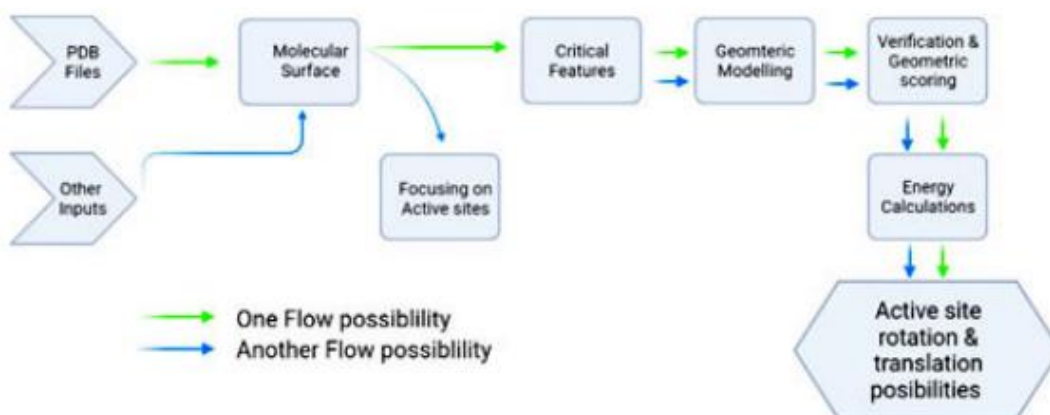 PDB
Files
Molecular
Surface
Critical
Features
Geomteric
Modelling
Verification &
Geometric
scoring
Other
Inputs
Focusing on
Active sites
Energy
Calculations
One Flow possiblility
Another Flow possiblility
Active site
rotation &
translation
posibilities